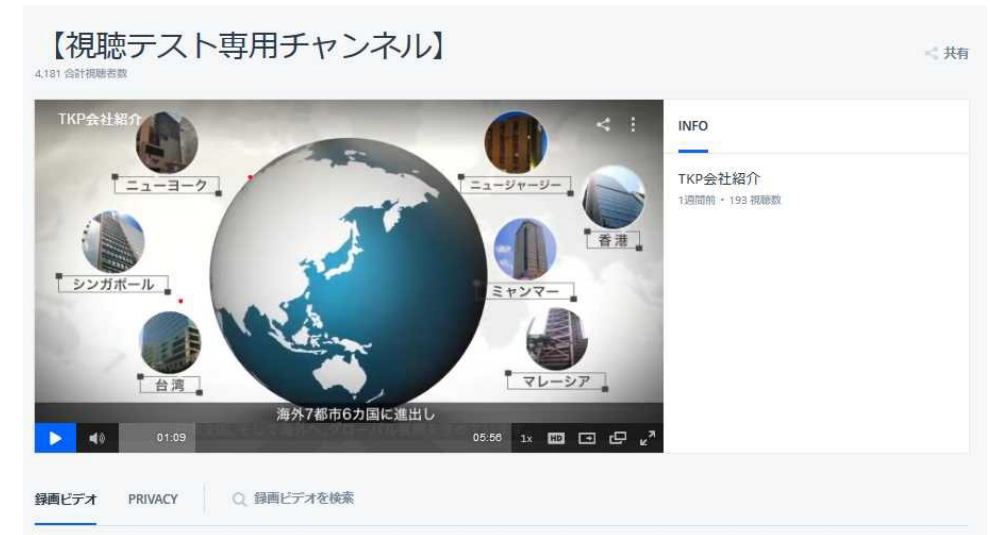 【視聴テスト専用チャンネル】
4,181 合計視聴者数
共有
TKP会社紹介
ニューヨーク
ニュージャージー
香港
シンガポール
ミャンマー
台湾
マレーシア
海外7都市6カ国に進出し
01:09
05:56
1x
HD
INFO
TKP会社紹介
1週間前・193 視聴数
録画ビデオ
PRIVACY
録画ビデオを検索